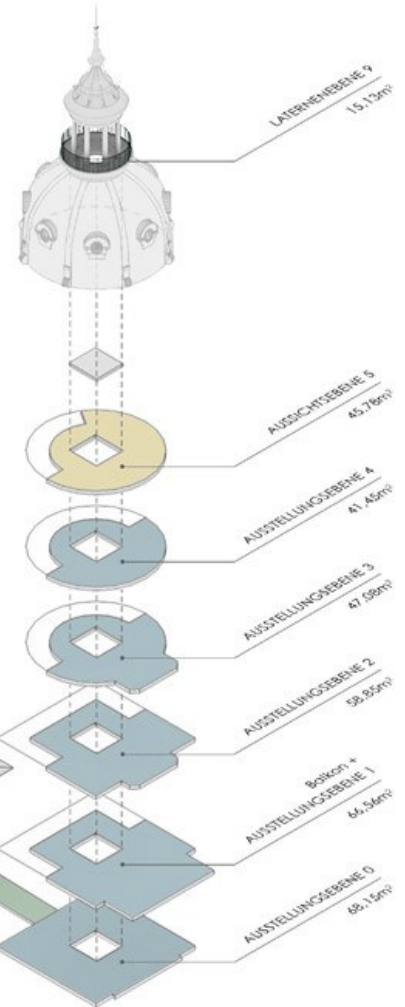 LATERNENEBENE 9
15,13m²
AUSSICHTSEBENE 5
45,78m²
AUSSTELLUNGSEBENE 4
41,45m²
AUSSTELLUNGSEBENE 3
47,08m²
AUSSTELLUNGSEBENE 2
58,85m²
Balkon +
AUSSTELLUNGSEBENE 1
66,56m²
AUSSTELLUNGSEBENE 0
68,15m²